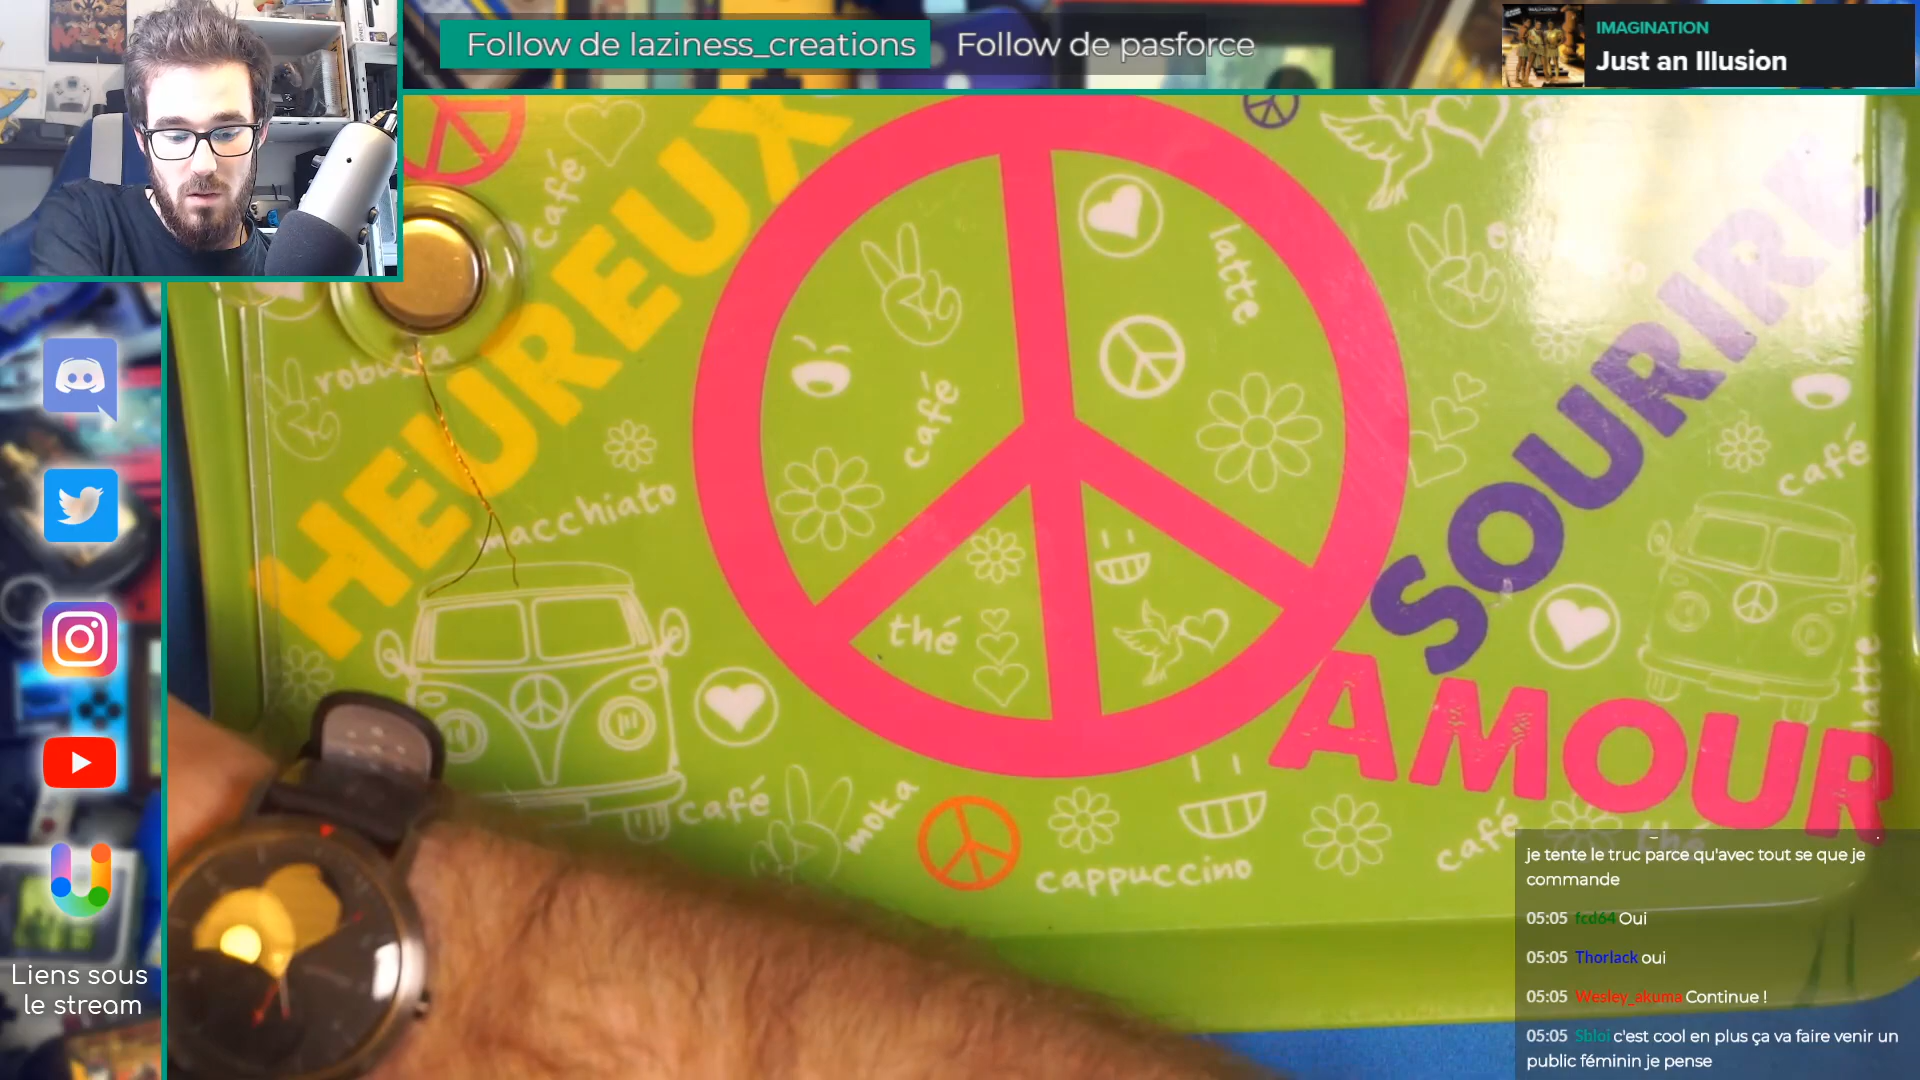 Follow de laziness_creations Follow de pasforce
IMAGINATION
Just an Illusion
HEUREUX
SOURIRE
AMOUR
café
latte
robusta
café
macchiato
café
thé
café
moka
cappuccino
café
latte
thé
je tente le truc parce qu'avec tout se que je
commande
05:05 fcd64 Oui
05:05 Thorlack oui
05:05 Wesley_akuma Continue !
05:05 Sbloi c'est cool en plus ça va faire venir un
public féminin je pense
Liens sous
le stream